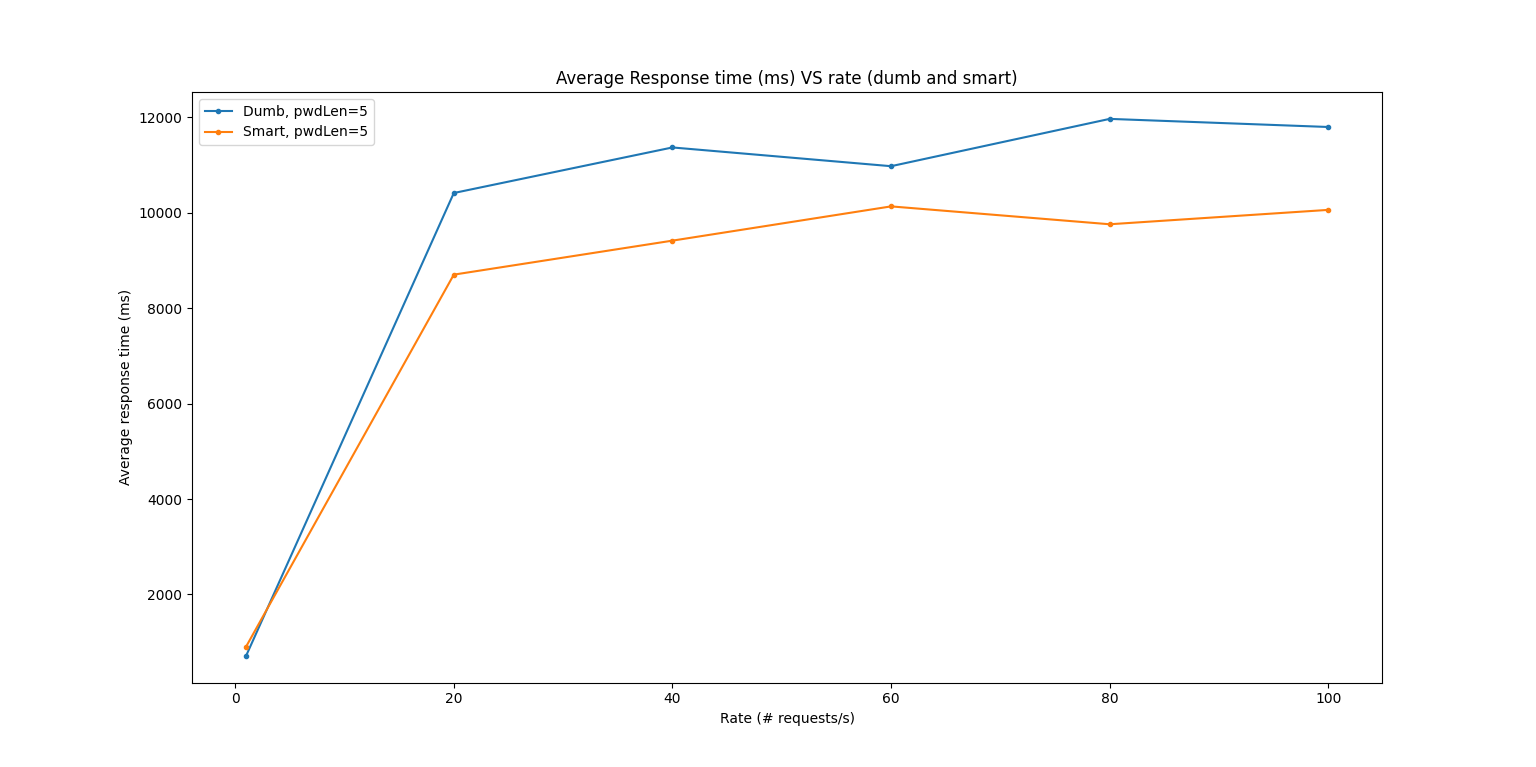 Average Response time (ms) VS rate (dumb and smart)
Dumb, pwdLen=5
Smart, pwdLen=5
Average response time (ms)
12000
10000
8000
6000
4000
2000
0 20 40 60 80 100
Rate (# requests/s)